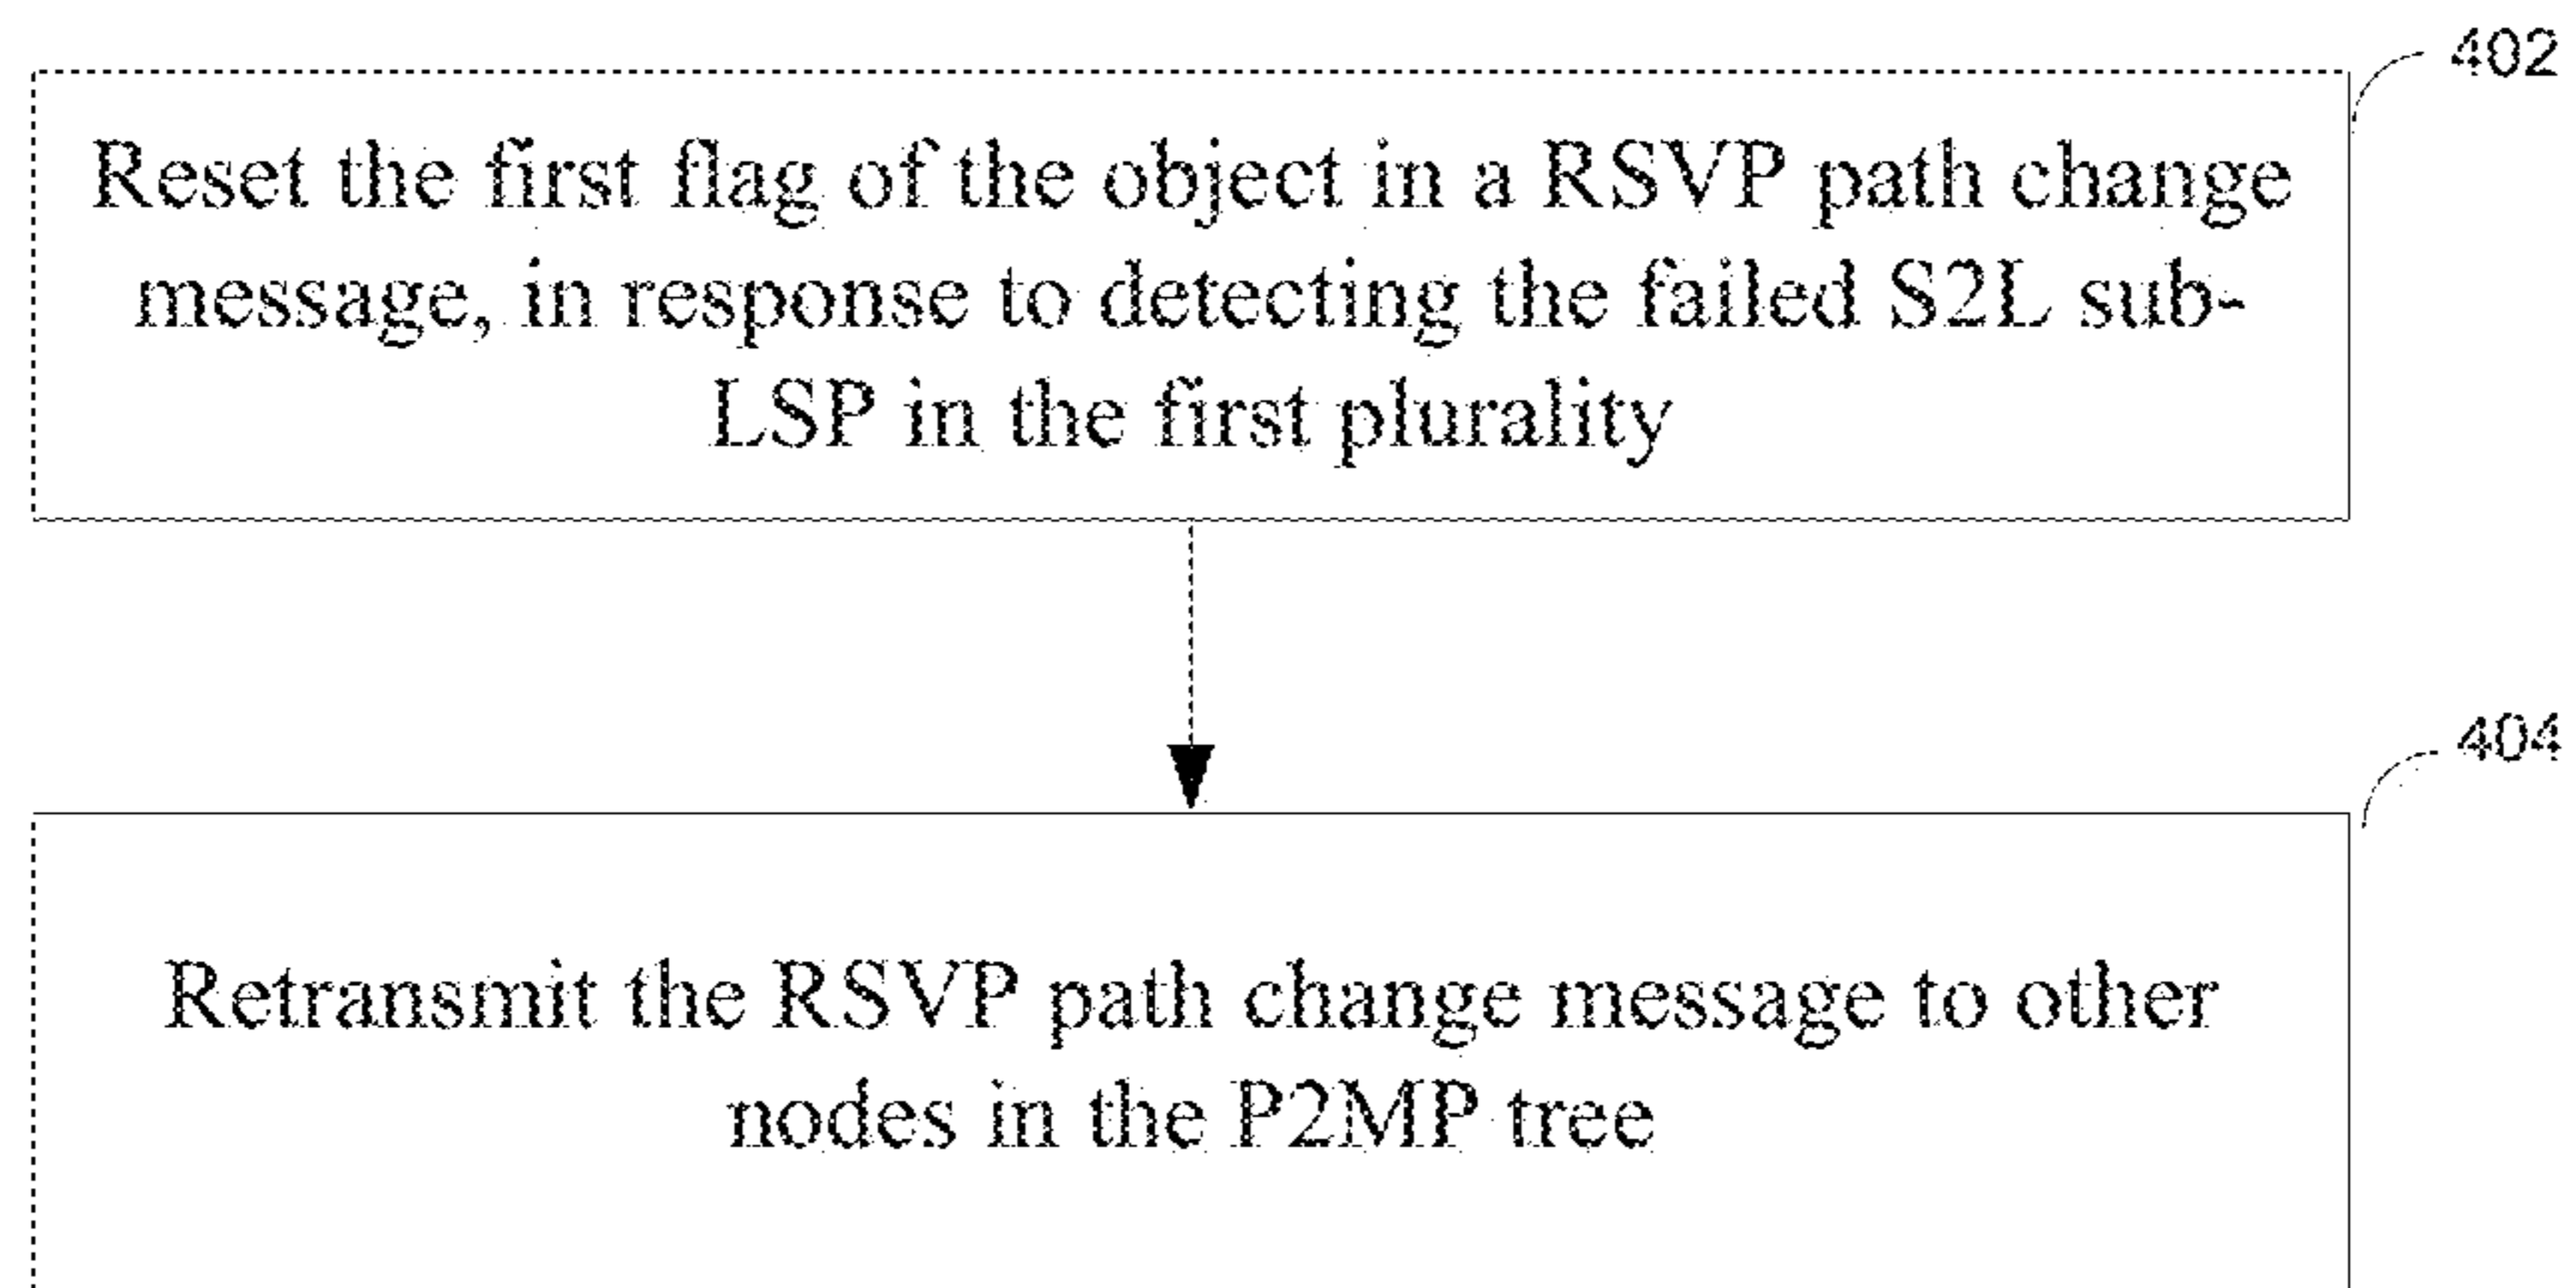 402
Reset the first flag of the object in a RSVP path change
message, in response to detecting the failed S2L sub-
LSP in the first plurality
404
Retransmit the RSVP path change message to other
nodes in the P2MP tree